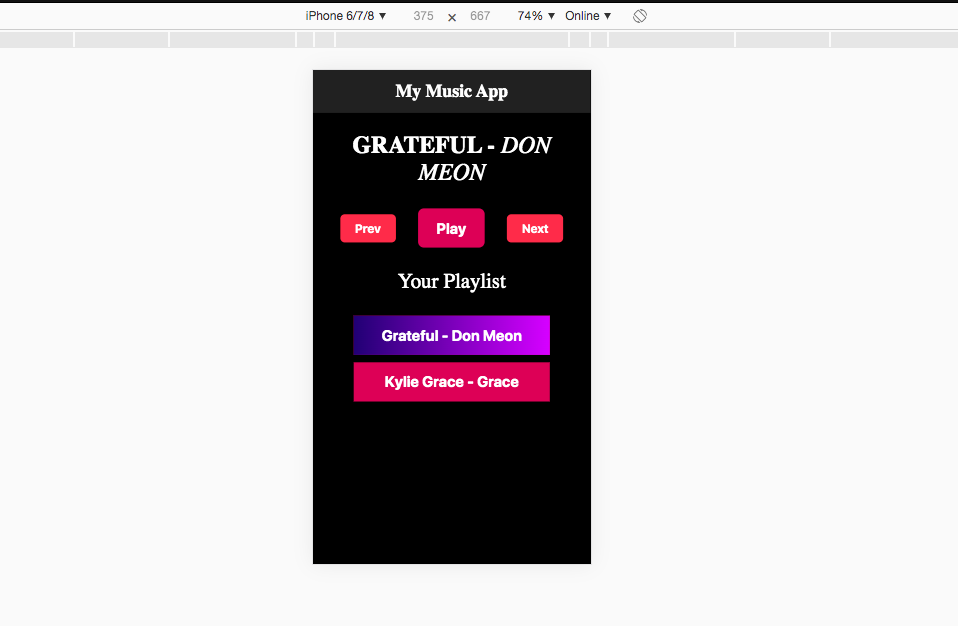 iPhone 6/7/8 ▼ 375 × 667 74% ▼ Online ▼
My Music App
GRATEFUL - DON
MEON
Prev Play Next
Your Playlist
Grateful - Don Meon
Kylie Grace - Grace